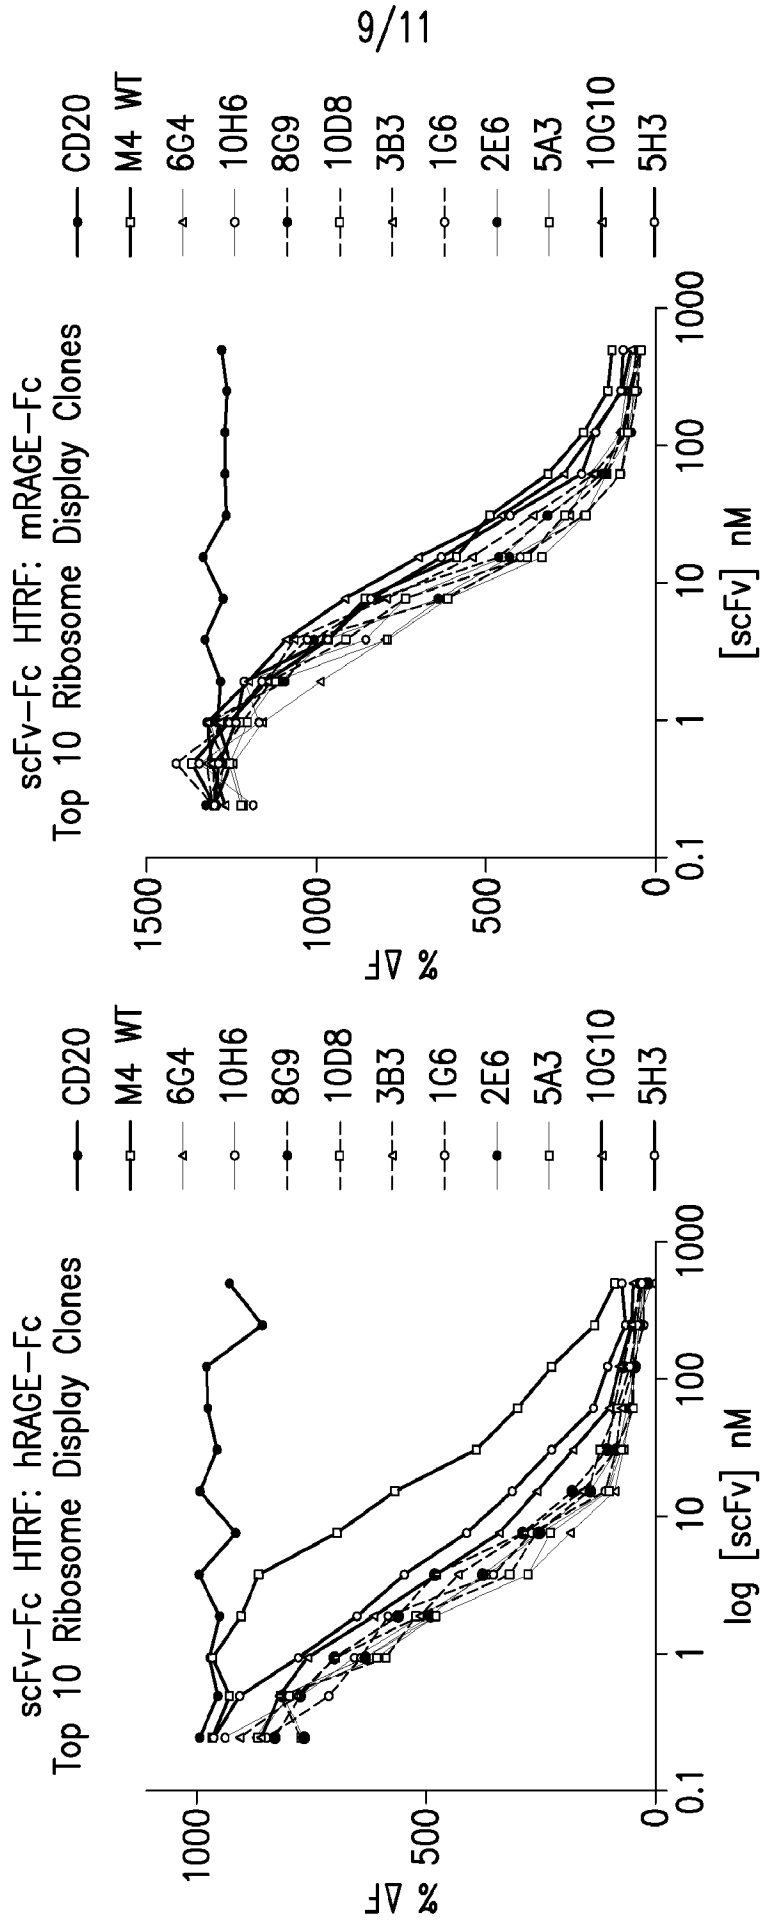 9/11
scFv-Fc HTRF: hRAGE-Fc
Top 10 Ribosome Display Clones
% ΔF
1000
500
0
0.1
1
10
100
1000
log [scFv] nM
CD20
M4 WT
6G4
10H6
8G9
10D8
3B3
1G6
2E6
5A3
10G10
5H3
scFv-Fc HTRF: mRAGE-Fc
Top 10 Ribosome Display Clones
% ΔF
1500
1000
500
0
0.1
1
10
100
1000
[scFv] nM
CD20
M4 WT
6G4
10H6
8G9
10D8
3B3
1G6
2E6
5A3
10G10
5H3